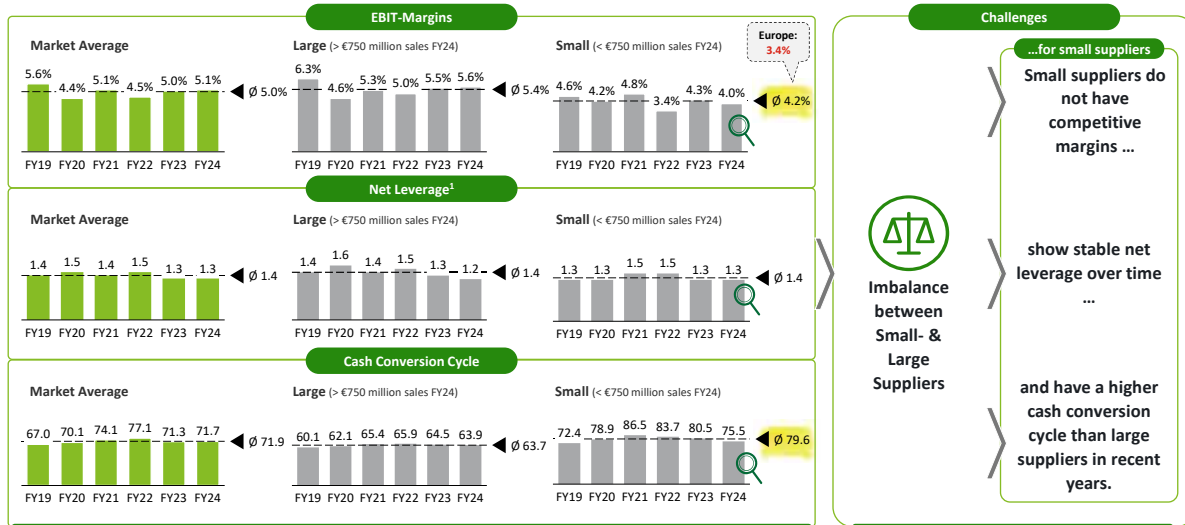 EBIT-Margins
Market Average
Large (> €750 million sales FY24)
Small (< €750 million sales FY24)
Europe:
3.4%
5.6% 4.4% 5.1% 4.5% 5.0% 5.1%
Ø 5.0%
6.3% 4.6% 5.3% 5.0% 5.5% 5.6%
Ø 5.4%
4.6% 4.2% 4.8% 3.4% 4.3% 4.0%
Ø 4.2%
FY19 FY20 FY21 FY22 FY23 FY24
FY19 FY20 FY21 FY22 FY23 FY24
FY19 FY20 FY21 FY22 FY23 FY24
Net Leverage¹
Market Average
Large (> €750 million sales FY24)
Small (< €750 million sales FY24)
1.4 1.5 1.4 1.5 1.3 1.3
Ø 1.4
1.4 1.6 1.4 1.5 1.3 1.2
Ø 1.4
1.3 1.3 1.5 1.5 1.3 1.3
Ø 1.4
FY19 FY20 FY21 FY22 FY23 FY24
FY19 FY20 FY21 FY22 FY23 FY24
FY19 FY20 FY21 FY22 FY23 FY24
Cash Conversion Cycle
Market Average
Large (> €750 million sales FY24)
Small (< €750 million sales FY24)
67.0 70.1 74.1 77.1 71.3 71.7
Ø 71.9
60.1 62.1 65.4 65.9 64.5 63.9
Ø 63.7
72.4 78.9 86.5 83.7 80.5 75.5
Ø 79.6
FY19 FY20 FY21 FY22 FY23 FY24
FY19 FY20 FY21 FY22 FY23 FY24
FY19 FY20 FY21 FY22 FY23 FY24
Challenges
Imbalance
between
Small- &
Large
Suppliers
...for small suppliers
Small suppliers do
not have
competitive
margins ...
show stable net
leverage over time
...
and have a higher
cash conversion
cycle than large
suppliers in recent
years.